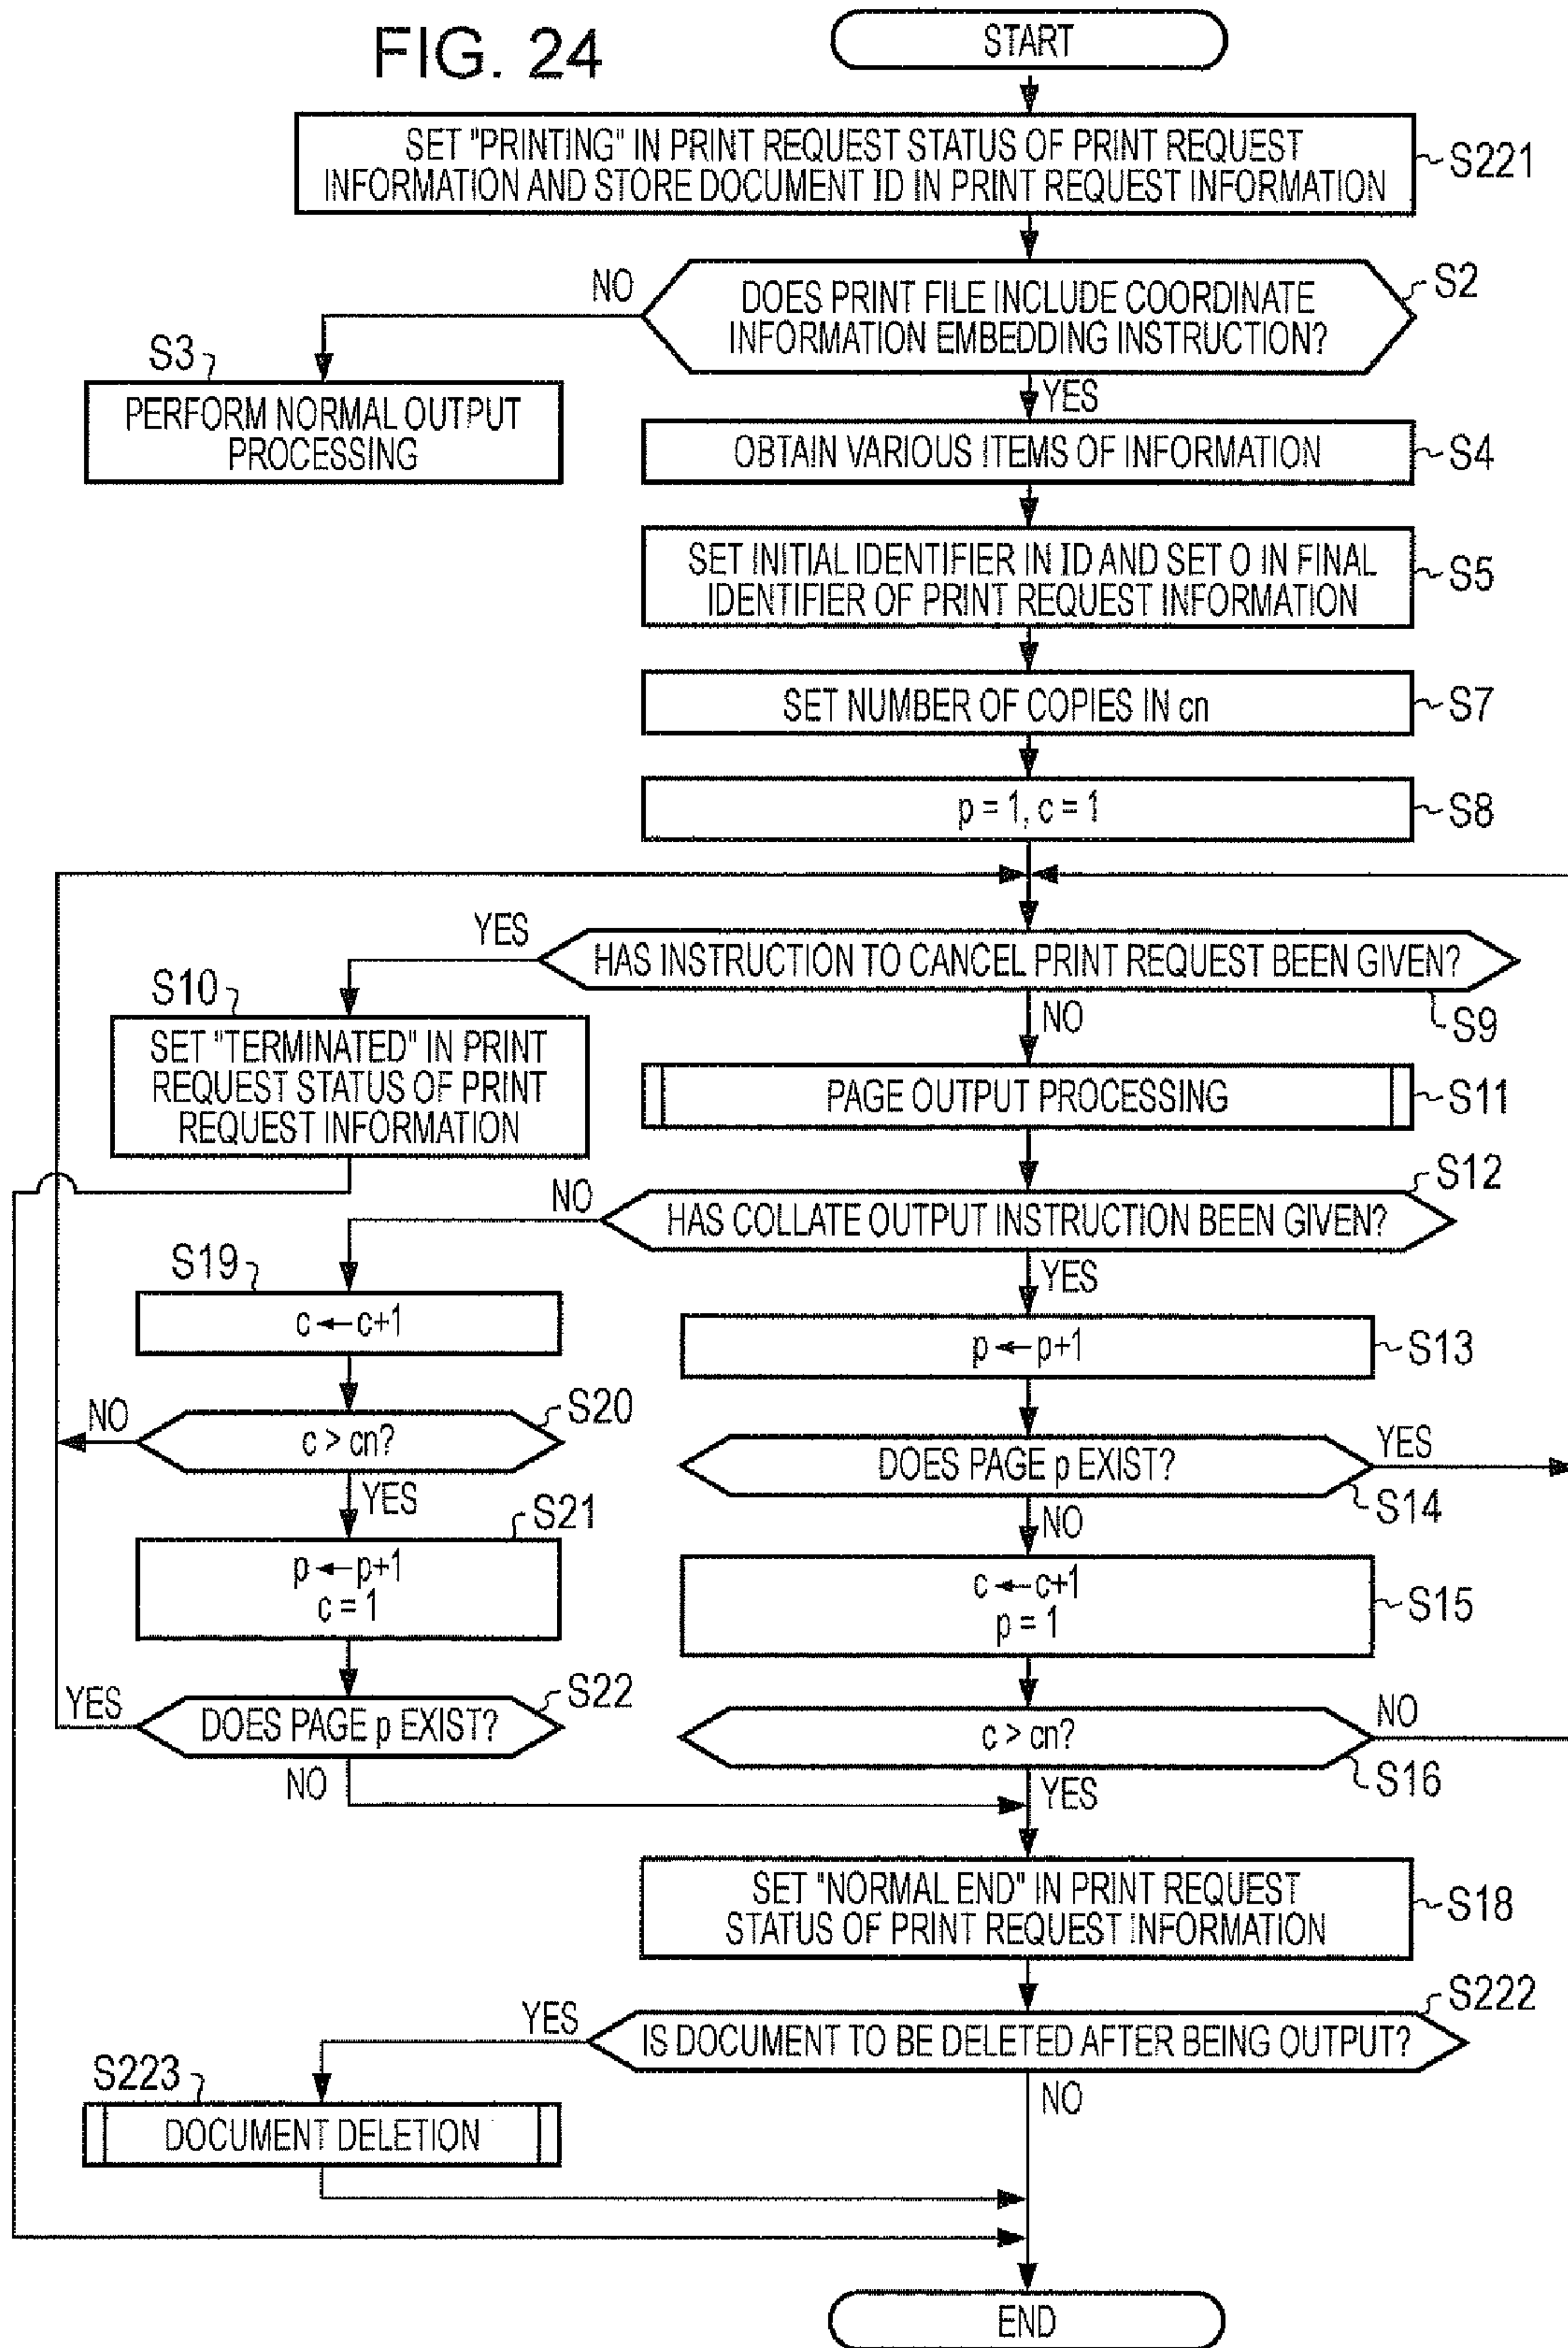 FIG. 24
START
SET "PRINTING" IN PRINT REQUEST STATUS OF PRINT REQUEST
INFORMATION AND STORE DOCUMENT ID IN PRINT REQUEST INFORMATION
S221
DOES PRINT FILE INCLUDE COORDINATE
INFORMATION EMBEDDING INSTRUCTION?
S2
NO
YES
S3
PERFORM NORMAL OUTPUT
PROCESSING
OBTAIN VARIOUS ITEMS OF INFORMATION
S4
SET INITIAL IDENTIFIER IN ID AND SET 0 IN FINAL
IDENTIFIER OF PRINT REQUEST INFORMATION
S5
SET NUMBER OF COPIES IN cn
S7
p = 1, c = 1
S8
YES
HAS INSTRUCTION TO CANCEL PRINT REQUEST BEEN GIVEN?
S9
NO
S10
SET "TERMINATED" IN PRINT
REQUEST STATUS OF PRINT
REQUEST INFORMATION
PAGE OUTPUT PROCESSING
S11
S12
NO
HAS COLLATE OUTPUT INSTRUCTION BEEN GIVEN?
YES
S19
c ← c+1
p ← p+1
S13
NO
c > cn?
S20
YES
DOES PAGE p EXIST?
YES
S14
NO
S21
p ← p+1
c = 1
c ← c+1
p = 1
S15
YES
DOES PAGE p EXIST?
S22
NO
c > cn?
NO
S16
YES
SET "NORMAL END" IN PRINT REQUEST
STATUS OF PRINT REQUEST INFORMATION
S18
S222
YES
IS DOCUMENT TO BE DELETED AFTER BEING OUTPUT?
NO
S223
DOCUMENT DELETION
END